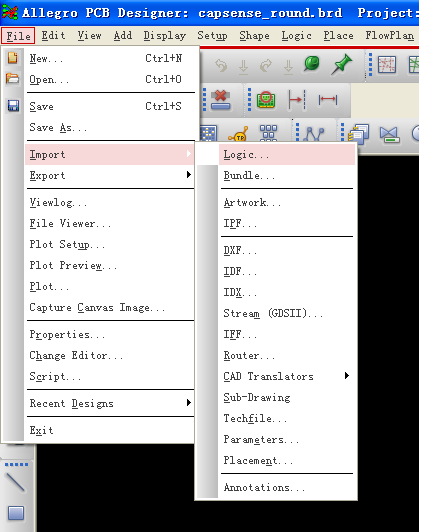 Allegro PCB Designer: capsense_round.brd Project:
File Edit View Add Display Setup Shape Logic Place FlowPlan
New... Ctrl+N
Open... Ctrl+O
Save Ctrl+S
Save As...
Import
Export
Viewlog...
File Viewer...
Plot Setup...
Plot Preview...
Plot...
Capture Canvas Image...
Properties...
Change Editor...
Script...
Recent Designs
Exit
Logic...
Bundle...
Artwork...
IPF...
DXF...
IDF...
IDX...
Stream (GDSII)...
IFF...
Router...
CAD Translators
Sub-Drawing
Techfile...
Parameters...
Placement...
Annotations...